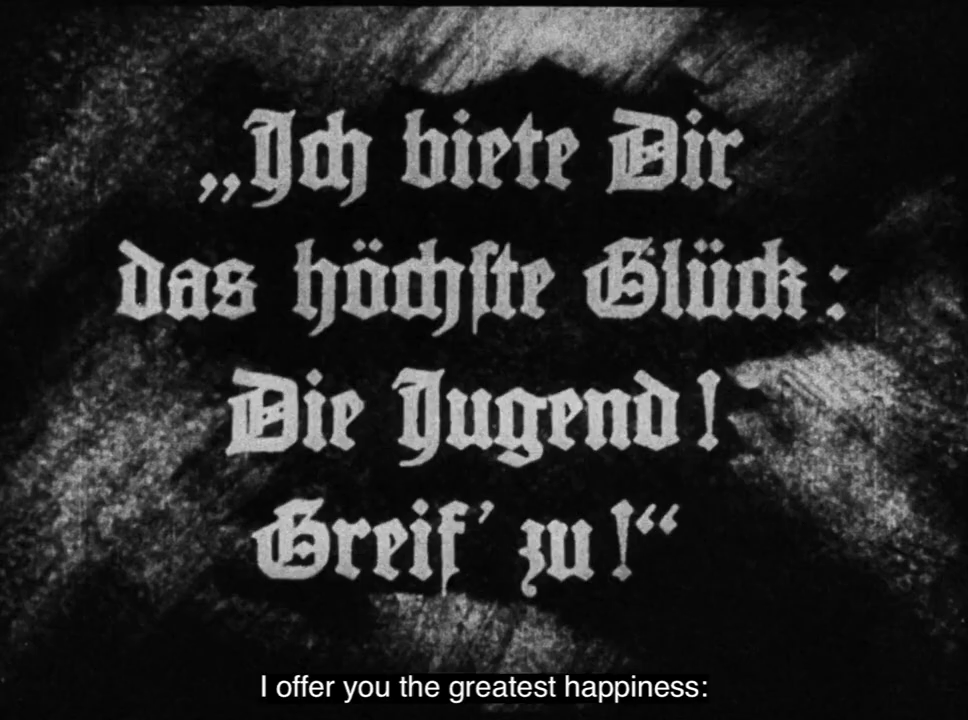 „Ich biete Dir
das höchſte Glück:
Die Jugend!
Greif’ zu!“
I offer you the greatest happiness: